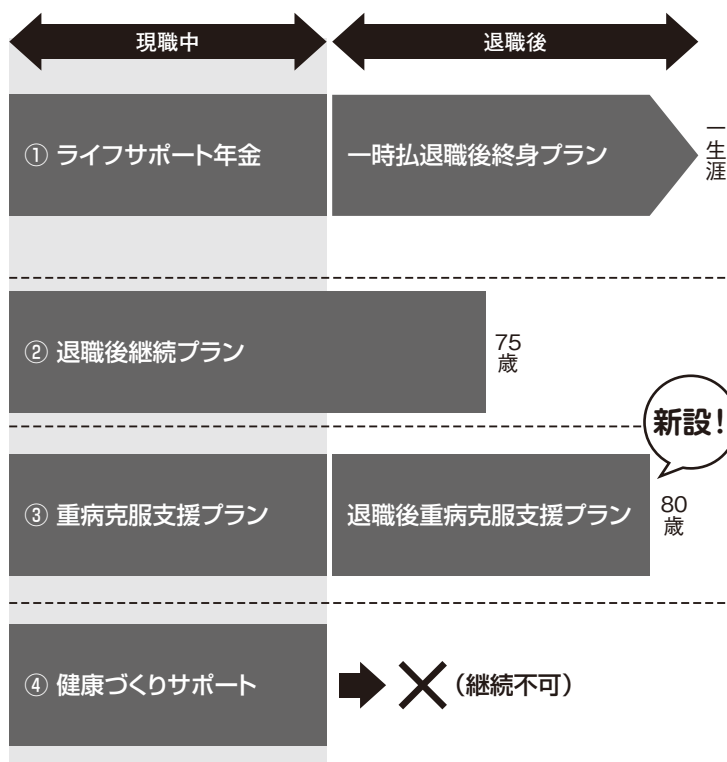 現職中
退職後
① ライフサポート年金
一時払退職後終身プラン
一生涯
② 退職後継続プラン
75歳
新設！
③ 重病克服支援プラン
退職後重病克服支援プラン
80歳
④ 健康づくりサポート
（継続不可）